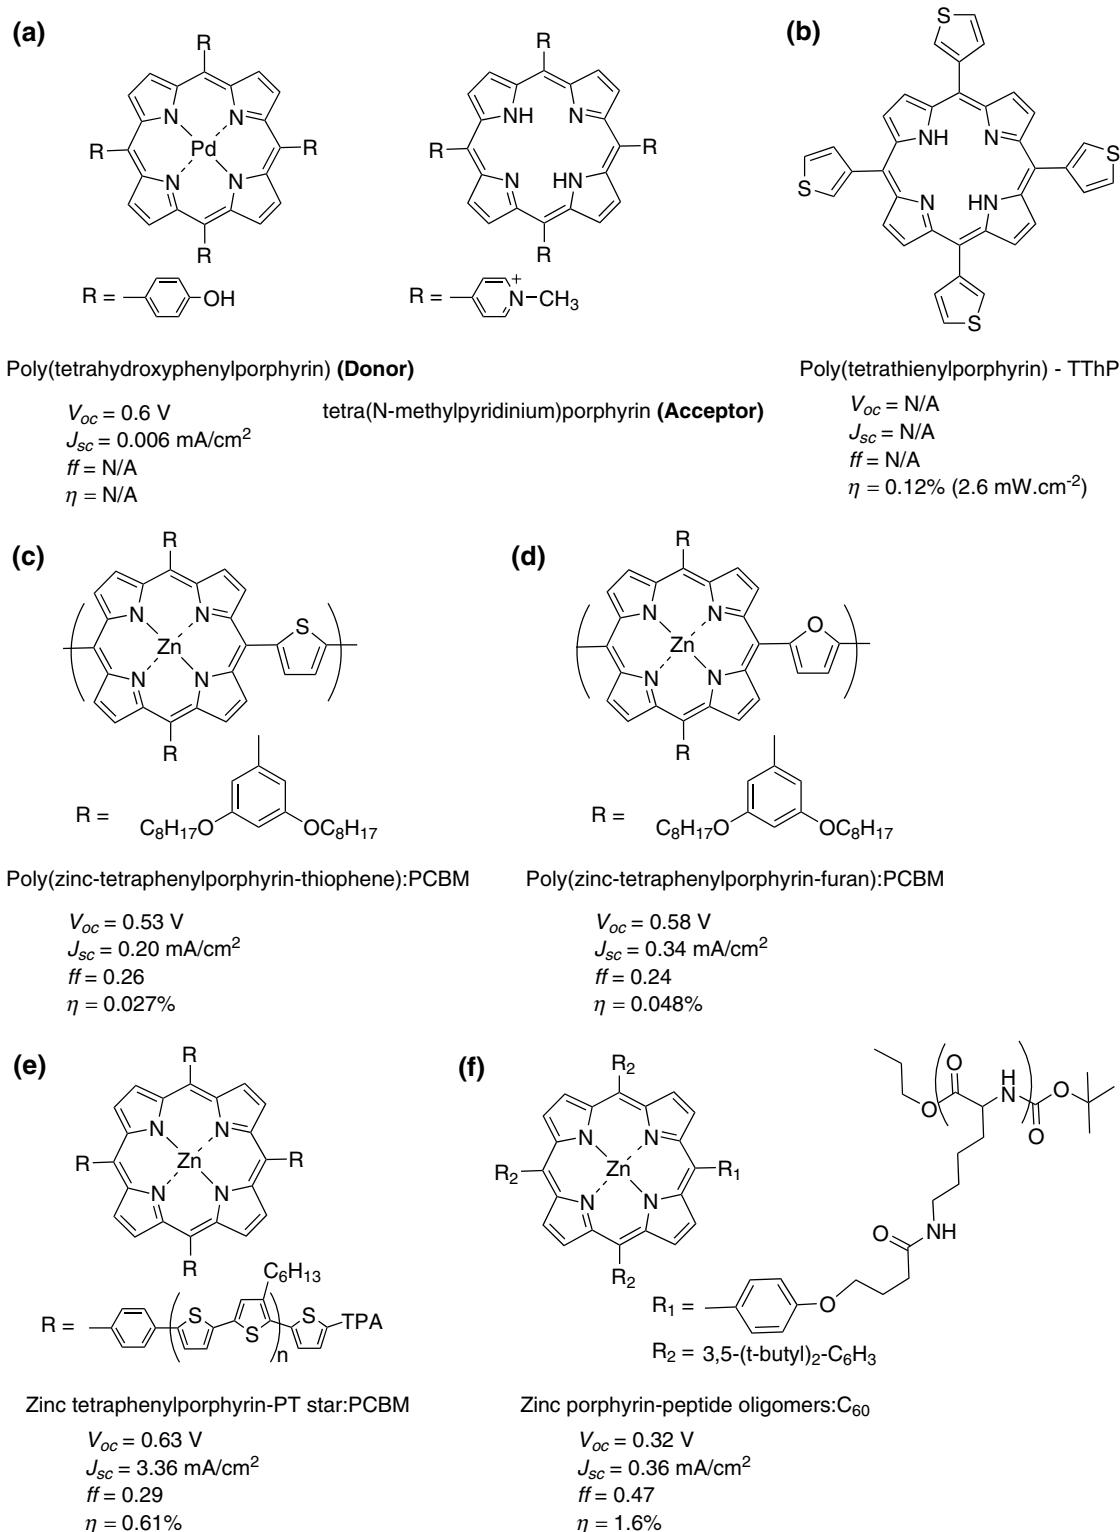 (a)
R
N
N
Pd
R
R
N
N
R
R = OH
R
NH
N
R
R
N
HN
R
R = N+ CH3
(b)
S
NH
N
S
S
N
HN
S
Poly(tetrahydroxyphenylporphyrin) (Donor)
Voc = 0.6 V
Jsc = 0.006 mA/cm2
ff = N/A
η = N/A
tetra(N-methylpyridinium)porphyrin (Acceptor)
Poly(tetrathienylporphyrin) - TThP
Voc = N/A
Jsc = N/A
ff = N/A
η = 0.12% (2.6 mW.cm-2)
(c)
R
N
N
S
Zn
N
N
R
R =
C8H17O
OC8H17
Poly(zinc-tetraphenylporphyrin-thiophene):PCBM
Voc = 0.53 V
Jsc = 0.20 mA/cm2
ff = 0.26
η = 0.027%
(d)
R
N
N
O
Zn
N
N
R
R =
C8H17O
OC8H17
Poly(zinc-tetraphenylporphyrin-furan):PCBM
Voc = 0.58 V
Jsc = 0.34 mA/cm2
ff = 0.24
η = 0.048%
(e)
R
N
N
Zn
R
R
N
N
R
C6H13
R =
S
S
S
TPA
n
Zinc tetraphenylporphyrin-PT star:PCBM
Voc = 0.63 V
Jsc = 3.36 mA/cm2
ff = 0.29
η = 0.61%
(f)
R2
N
N
Zn
R2
R1
N
N
R2
O
H
N
O
O
O
NH
O
R1 =
O
R2 = 3,5-(t-butyl)2-C6H3
Zinc porphyrin-peptide oligomers:C60
Voc = 0.32 V
Jsc = 0.36 mA/cm2
ff = 0.47
η = 1.6%